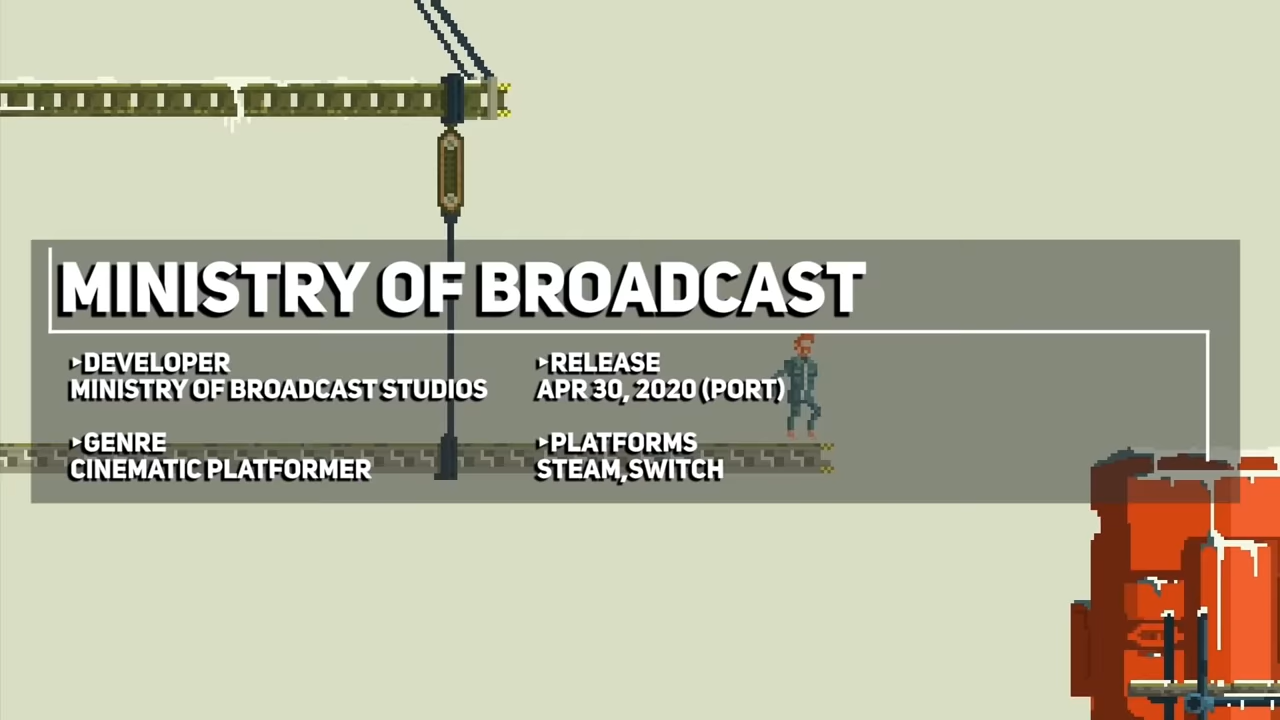 MINISTRY OF BROADCAST
▸DEVELOPER
MINISTRY OF BROADCAST STUDIOS
▸GENRE
CINEMATIC PLATFORMER
▸RELEASE
APR 30, 2020 (PORT)
▸PLATFORMS
STEAM,SWITCH